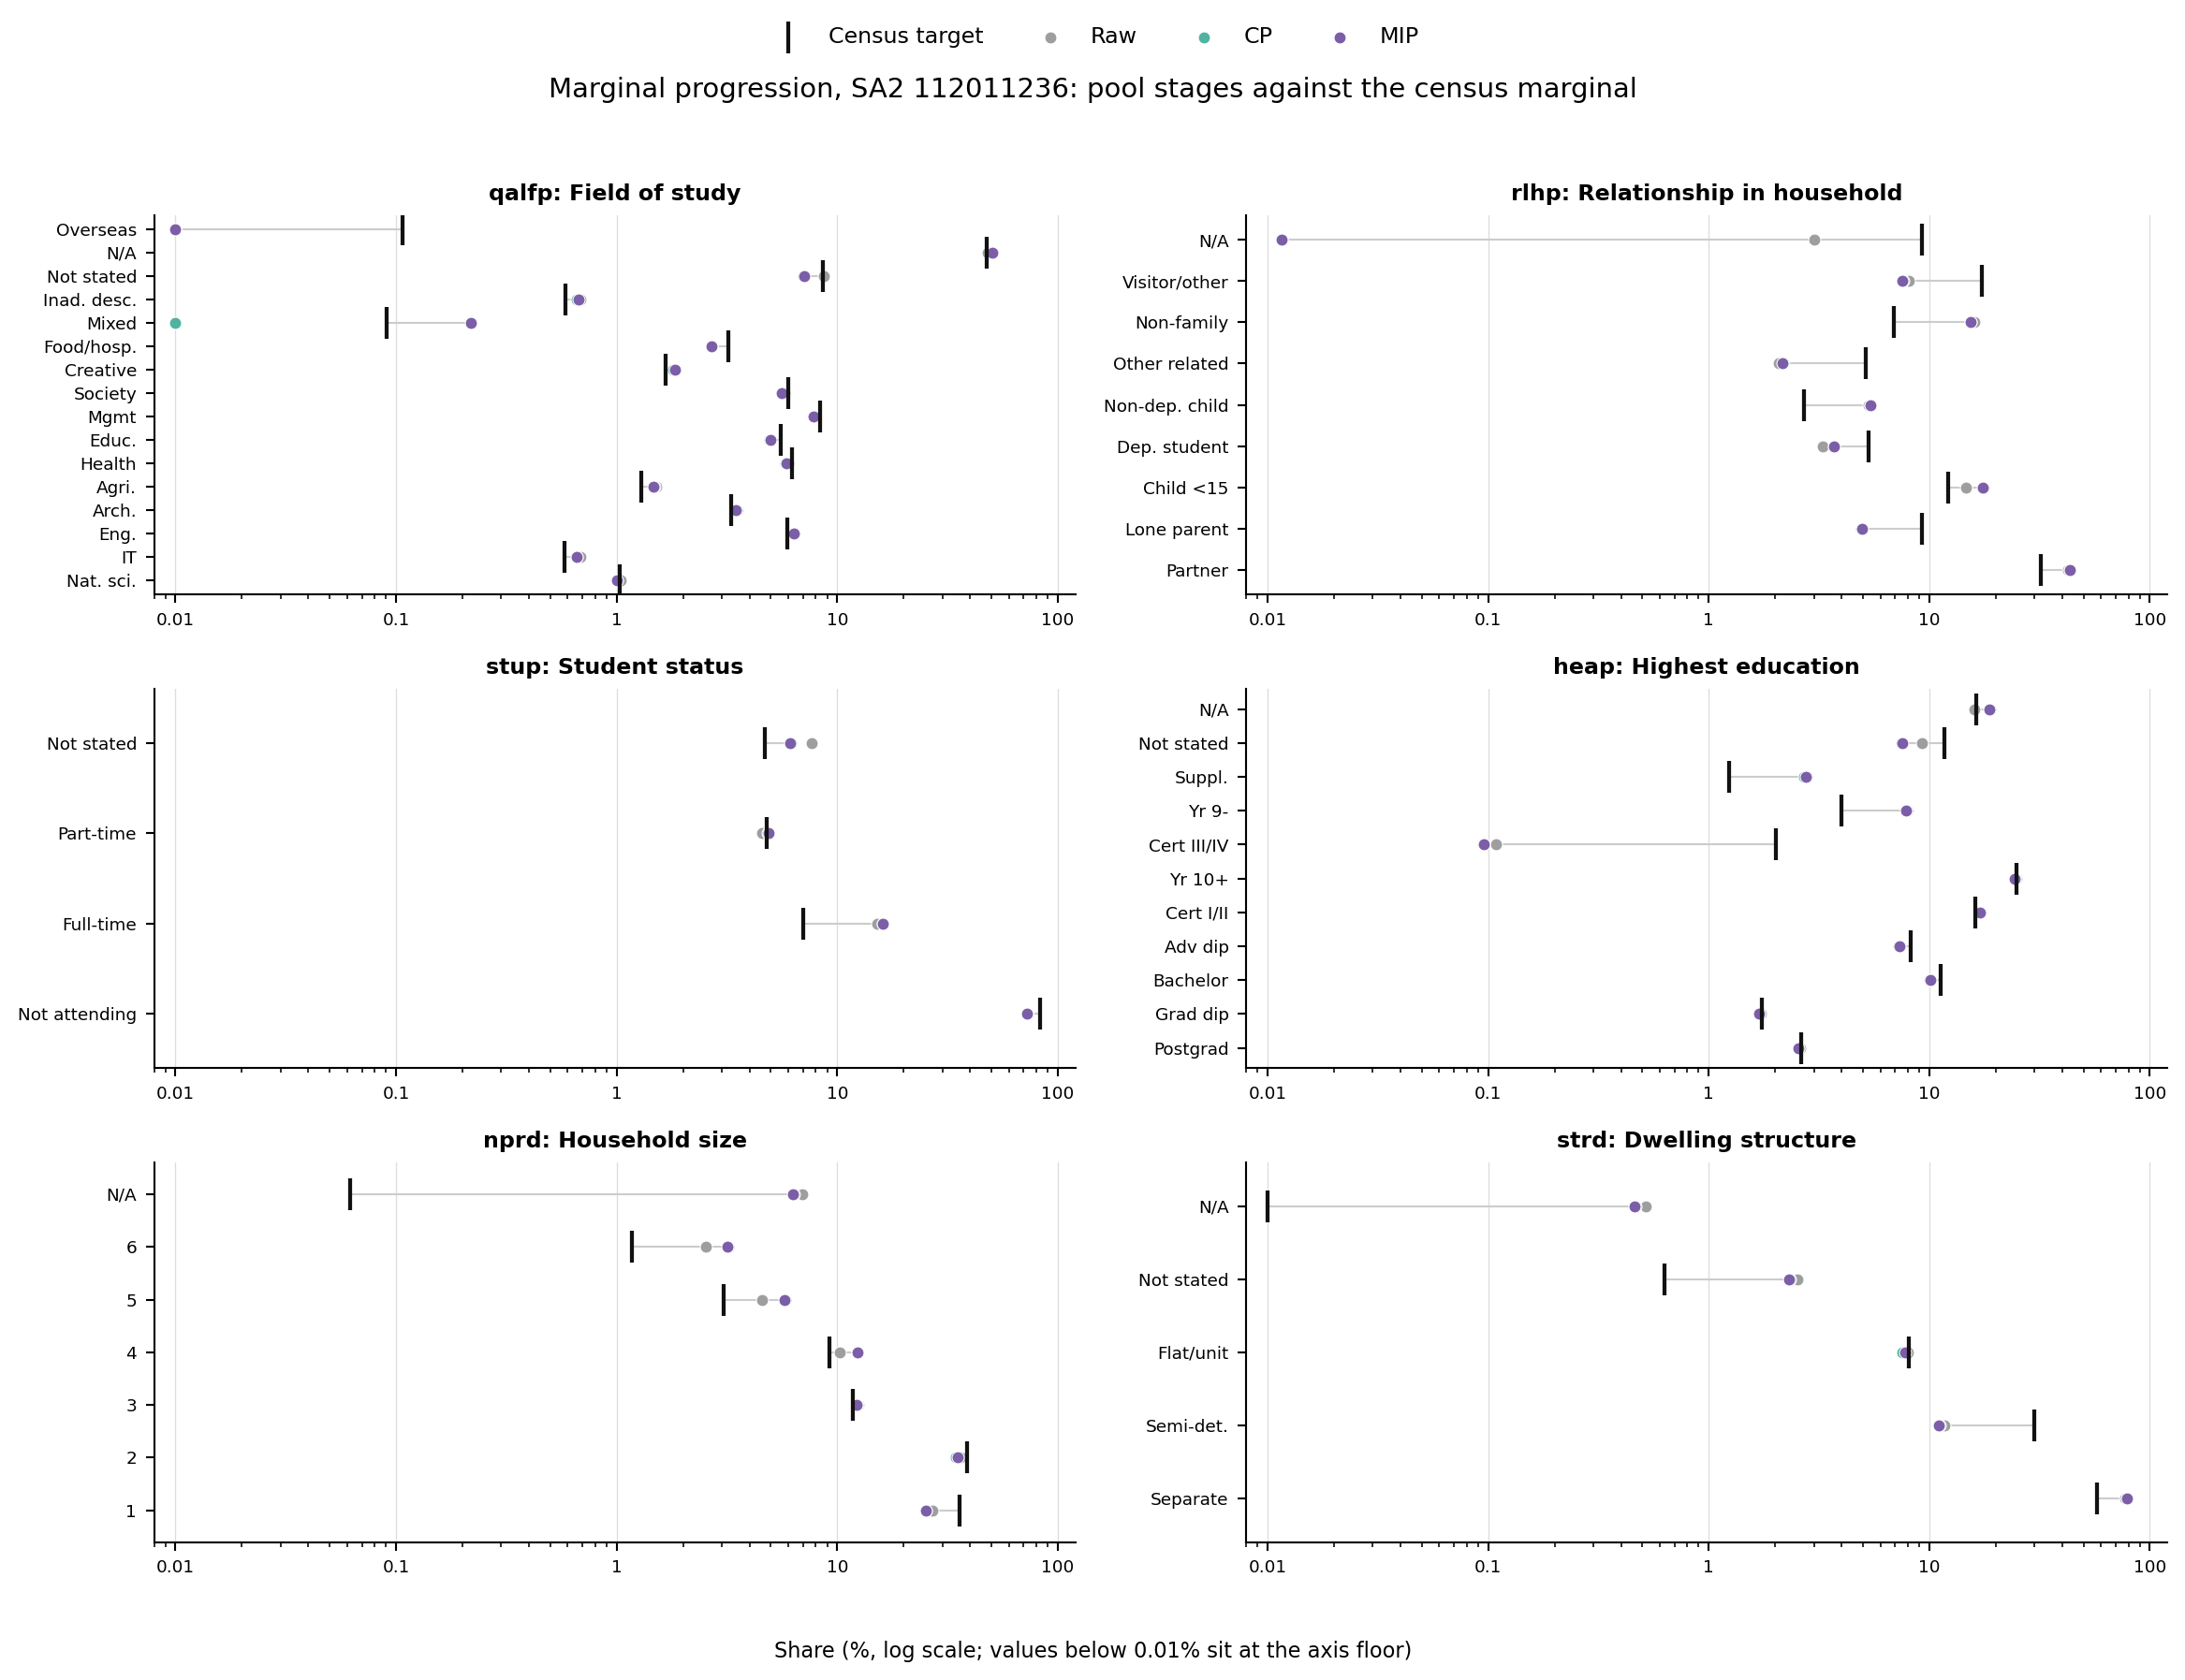 Census target Raw CP MIP
Marginal progression, SA2 112011236: pool stages against the census marginal
qalfp: Field of study
Overseas
N/A
Not stated
Inad. desc.
Mixed
Food/hosp.
Creative
Society
Mgmt
Educ.
Health
Agri.
Arch.
Eng.
IT
Nat. sci.
0.01 0.1 1 10 100
rlhp: Relationship in household
N/A
Visitor/other
Non-family
Other related
Non-dep. child
Dep. student
Child <15
Lone parent
Partner
0.01 0.1 1 10 100
stup: Student status
Not stated
Part-time
Full-time
Not attending
0.01 0.1 1 10 100
heap: Highest education
N/A
Not stated
Suppl.
Yr 9-
Cert III/IV
Yr 10+
Cert I/II
Adv dip
Bachelor
Grad dip
Postgrad
0.01 0.1 1 10 100
nprd: Household size
N/A
6
5
4
3
2
1
0.01 0.1 1 10 100
strd: Dwelling structure
N/A
Not stated
Flat/unit
Semi-det.
Separate
0.01 0.1 1 10 100
Share (%, log scale; values below 0.01% sit at the axis floor)